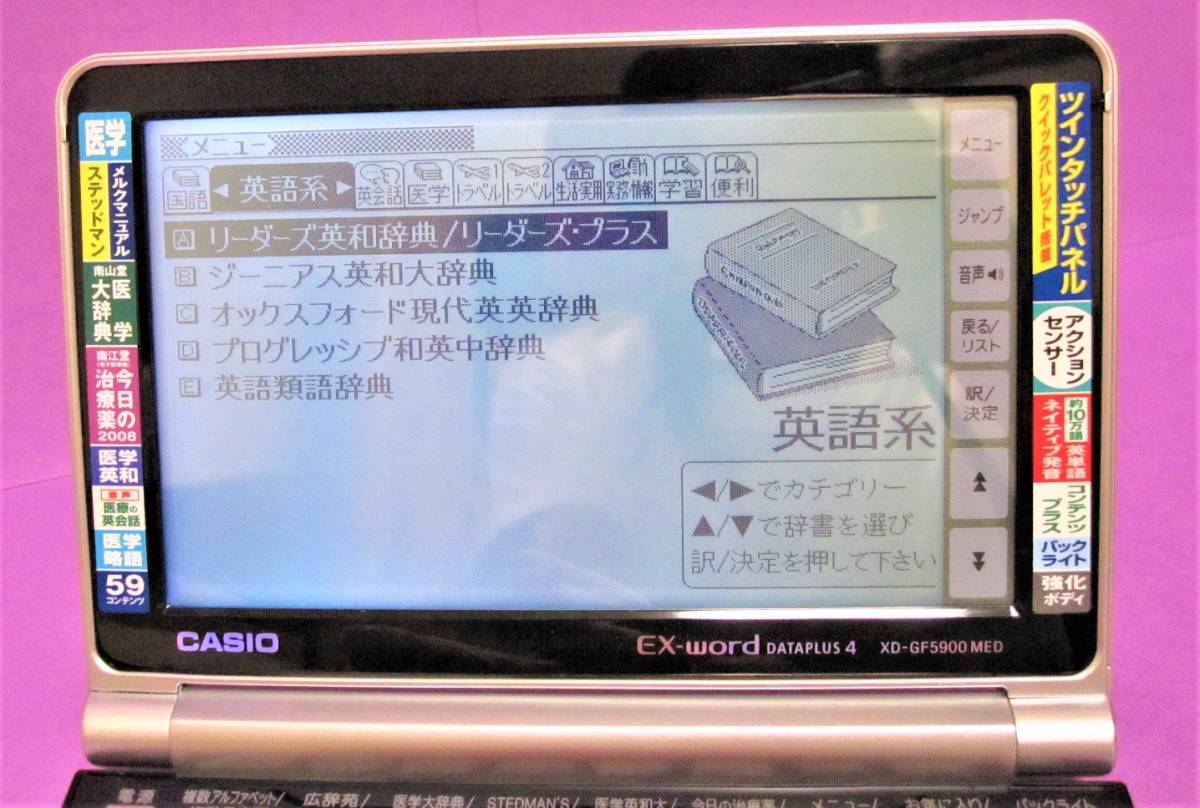 医学
メルクマニュアル
ステッドマン
南山堂
医学
大辞典
南江堂
今日の
治療薬
2008
医学
英和
音声
医療の
英会話
医学
略語
59
コンテンツ
メニュー
国語
英語系
英会話
医学
トラベル1
トラベル2
生活・実用
実務・情報
学習
便利
A リーダーズ英和辞典/リーダーズ・プラス
B ジーニアス英和大辞典
C オックスフォード現代英英辞典
D プログレッシブ和英中辞典
E 英語類語辞典
英語系
◀/▶でカテゴリー
▲/▼で辞書を選び
訳/決定を押して下さい
メニュー
ジャンプ
音声
戻る/
リスト
訳/
決定
ツインタッチパネル
クイックパレット搭載
アクション
センサー
約10万語
英単語
ネイティブ発音
コンテンツ
プラス
バック
ライト
強化
ボディ
CASIO
EX-word DATAPLUS 4 XD-GF5900 MED
電源 複数アルファベット/ 広辞苑/ 医学大辞典/ STEDMAN'S/ 医学英和大/ 今日の治療薬/ メニュー/ お気に入り/ バックライト